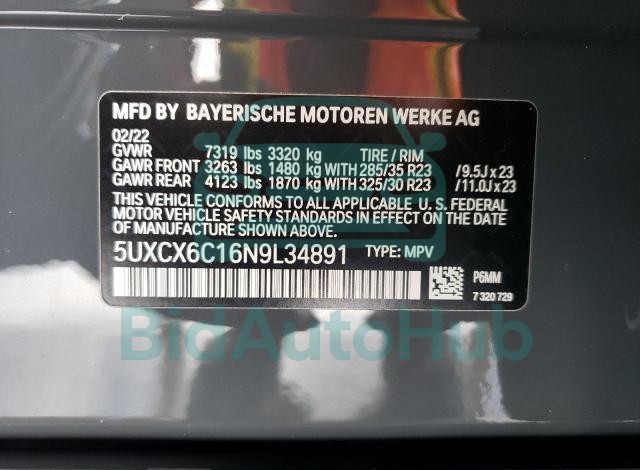 MFD BY BAYERISCHE MOTOREN WERKE AG
02/22
GVWR 7319 lbs 3320 kg TIRE / RIM
GAWR FRONT 3263 lbs 1480 kg WITH 285/35 R23 /9.5J x 23
GAWR REAR 4123 lbs 1870 kg WITH 325/30 R23 /11.0J x 23
THIS VEHICLE CONFORMS TO ALL APPLICABLE U. S. FEDERAL
MOTOR VEHICLE SAFETY STANDARDS IN EFFECT ON THE DATE
OF MANUFACTURE SHOWN ABOVE.
5UXCX6C16N9L34891 TYPE: MPV
P6MM
7 320 729
BidAutoHub